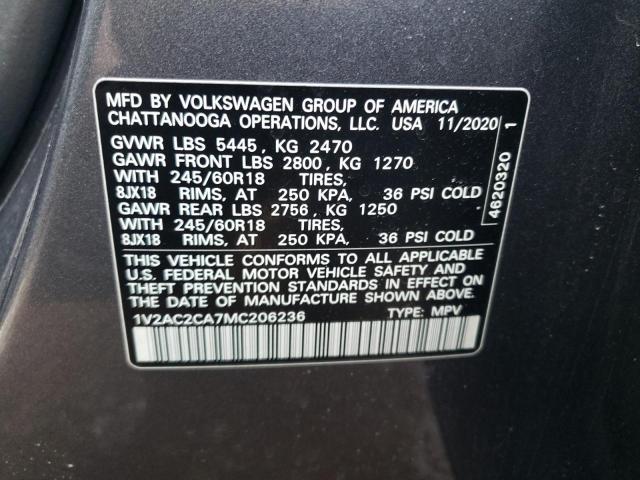 MFD BY VOLKSWAGEN GROUP OF AMERICA
CHATTANOOGA OPERATIONS, LLC. USA 11/2020
GVWR LBS 5445, KG 2470
GAWR FRONT LBS 2800, KG 1270
WITH 245/60R18 TIRES,
8JX18 RIMS, AT 250 KPA, 36 PSI COLD
GAWR REAR LBS 2756, KG 1250
WITH 245/60R18 TIRES,
8JX18 RIMS, AT 250 KPA, 36 PSI COLD
THIS VEHICLE CONFORMS TO ALL APPLICABLE
U.S. FEDERAL MOTOR VEHICLE SAFETY AND
THEFT PREVENTION STANDARDS IN EFFECT ON THE
DATE OF MANUFACTURE SHOWN ABOVE.
1V2AC2CA7MC206236 TYPE: MPV
4620320 1